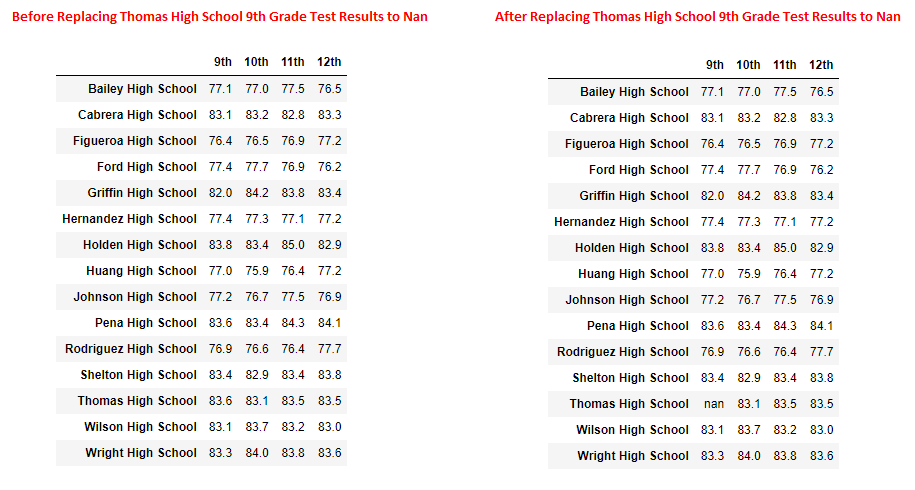 Before Replacing Thomas High School 9th Grade Test Results to Nan
9th 10th 11th 12th
Bailey High School 77.1 77.0 77.5 76.5
Cabrera High School 83.1 83.2 82.8 83.3
Figueroa High School 76.4 76.5 76.9 77.2
Ford High School 77.4 77.7 76.9 76.2
Griffin High School 82.0 84.2 83.8 83.4
Hernandez High School 77.4 77.3 77.1 77.2
Holden High School 83.8 83.4 85.0 82.9
Huang High School 77.0 75.9 76.4 77.2
Johnson High School 77.2 76.7 77.5 76.9
Pena High School 83.6 83.4 84.3 84.1
Rodriguez High School 76.9 76.6 76.4 77.7
Shelton High School 83.4 82.9 83.4 83.8
Thomas High School 83.6 83.1 83.5 83.5
Wilson High School 83.1 83.7 83.2 83.0
Wright High School 83.3 84.0 83.8 83.6
After Replacing Thomas High School 9th Grade Test Results to Nan
9th 10th 11th 12th
Bailey High School 77.1 77.0 77.5 76.5
Cabrera High School 83.1 83.2 82.8 83.3
Figueroa High School 76.4 76.5 76.9 77.2
Ford High School 77.4 77.7 76.9 76.2
Griffin High School 82.0 84.2 83.8 83.4
Hernandez High School 77.4 77.3 77.1 77.2
Holden High School 83.8 83.4 85.0 82.9
Huang High School 77.0 75.9 76.4 77.2
Johnson High School 77.2 76.7 77.5 76.9
Pena High School 83.6 83.4 84.3 84.1
Rodriguez High School 76.9 76.6 76.4 77.7
Shelton High School 83.4 82.9 83.4 83.8
Thomas High School nan 83.1 83.5 83.5
Wilson High School 83.1 83.7 83.2 83.0
Wright High School 83.3 84.0 83.8 83.6